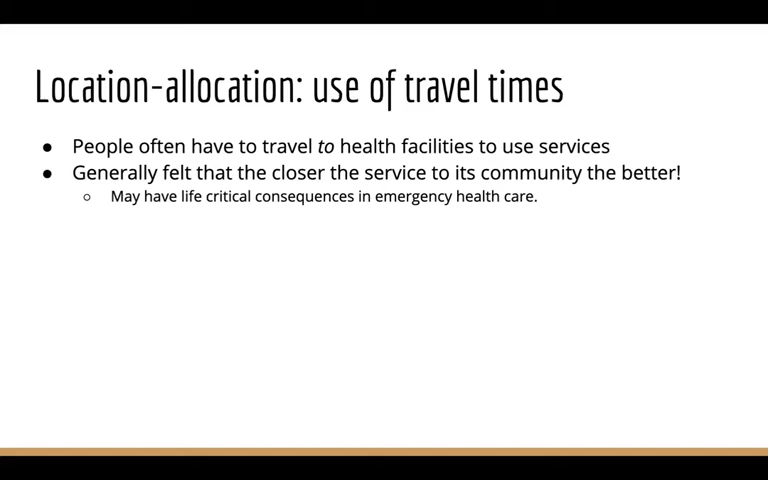 Location-allocation: use of travel times
● People often have to travel to health facilities to use services
● Generally felt that the closer the service to its community the better!
○ May have life critical consequences in emergency health care.